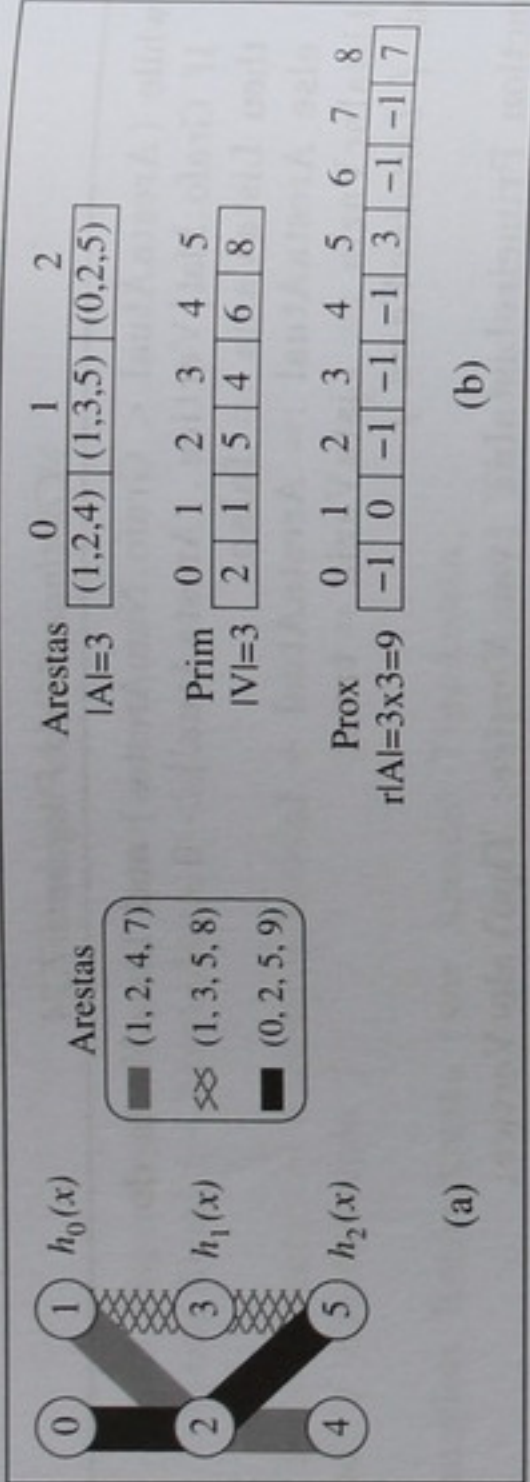 0 1 h₀(x)
2 3 h₁(x)
4 5 h₂(x)
Arestas
(1, 2, 4, 7)
(1, 3, 5, 8)
(0, 2, 5, 9)
(a)
Arestas 0 1 2
|A|=3 (1,2,4) (1,3,5) (0,2,5)
Prim 0 1 2 3 4 5
|V|=3 2 1 5 4 6 8
Prox 0 1 2 3 4 5 6 7 8
r|A|=3x3=9 −1 0 −1 −1 −1 3 −1 −1 7
(b)